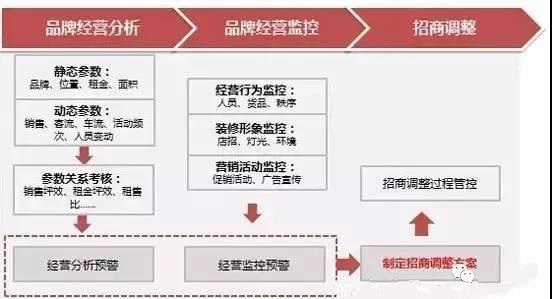 品牌经营分析
品牌经营监控
招商调整
静态参数：
品牌、位置、租金、面积
动态参数：
销售、客流、车流、活动频
次、人员变动
参数关系考核：
销售坪效、租金坪效、租售
比……
经营分析预警
经营行为监控：
人员、货品、秩序
装修形象监控：
店招、灯光、环境
营销活动监控：
促销活动、广告宣传
经营监控预警
招商调整过程管控
制定招商调整方案